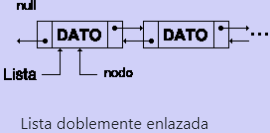 null
DATO DATO ...
Lista nodo
Lista doblemente enlazada